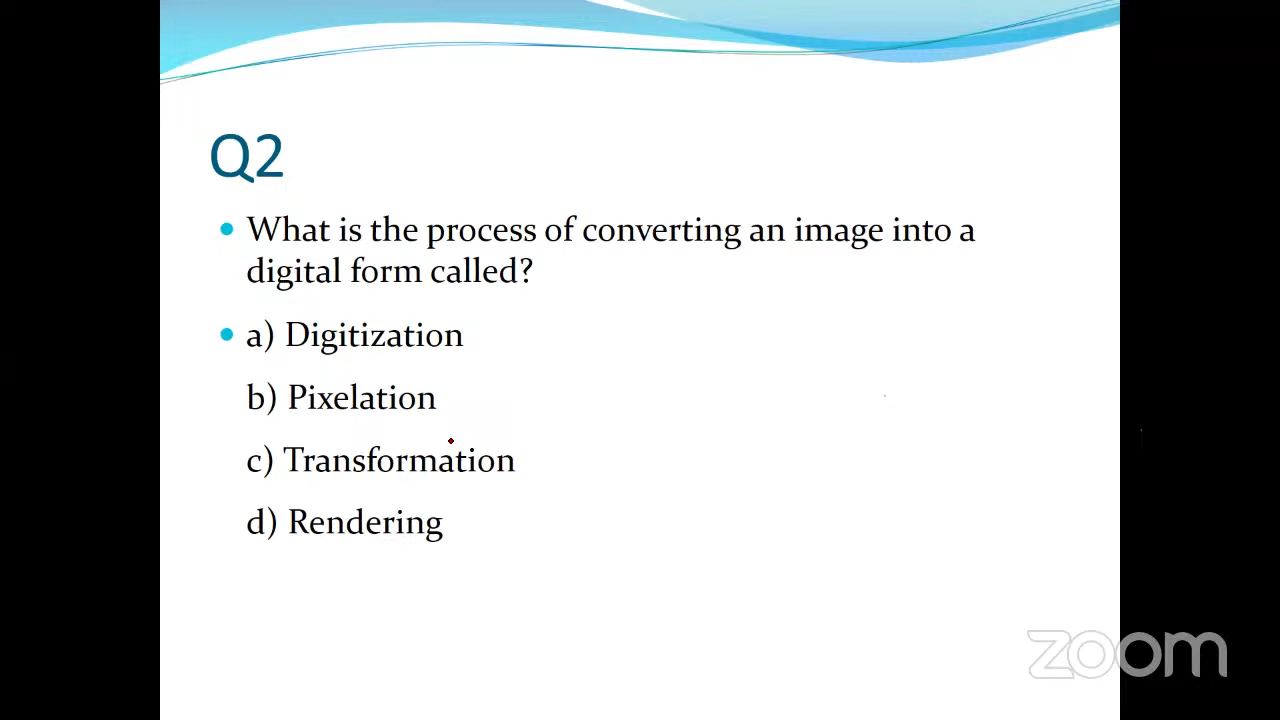 Q2
What is the process of converting an image into a
digital form called?
a) Digitization
b) Pixelation
c) Transformation
d) Rendering
zoom